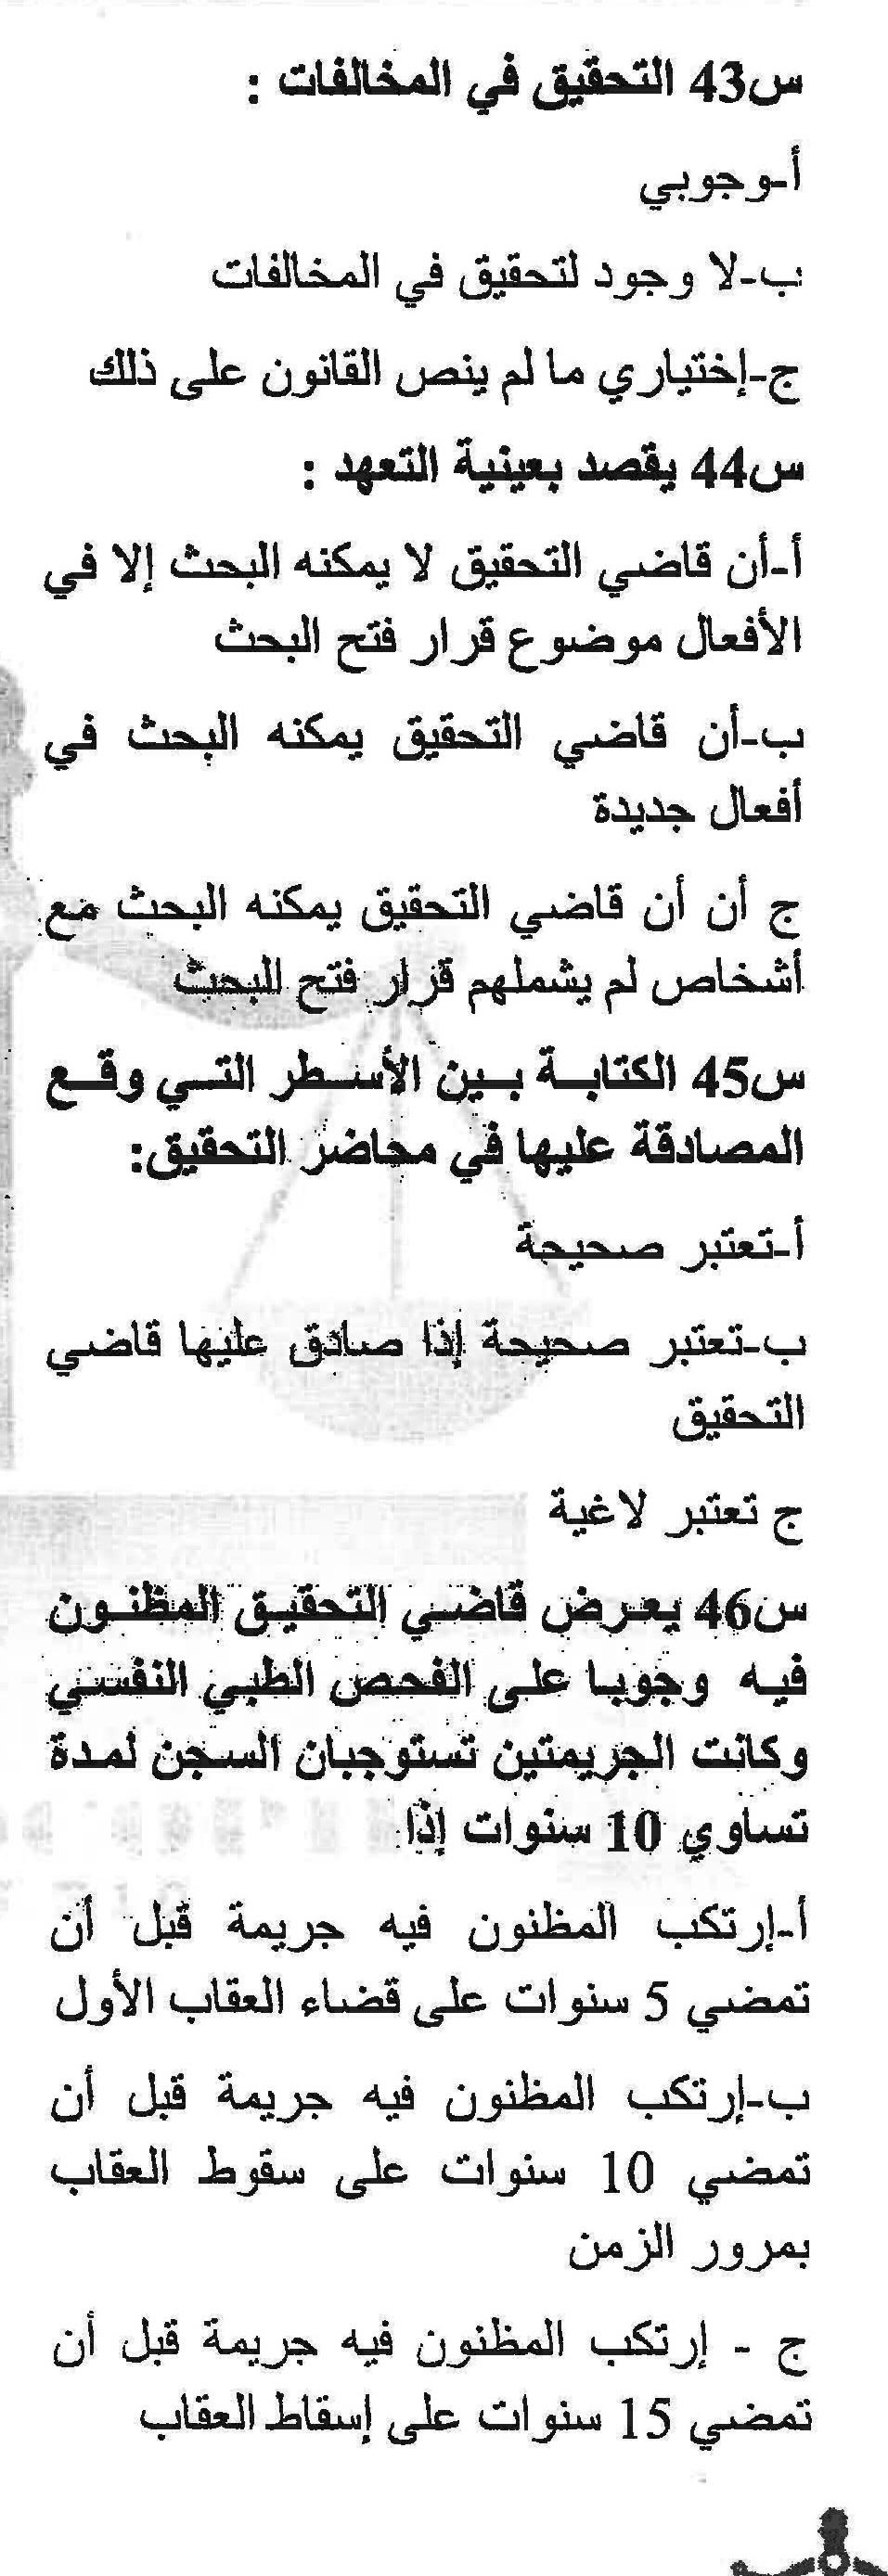 س43 التحقيق في المخالفات :
أ-وجوبي
ب-لا وجود لتحقيق في المخالفات
ج-إختياري ما لم ينص القانون على ذلك
س44 يقصد بعينية التعهد :
أ-أن قاضي التحقيق لا يمكنه البحث إلا في
الأفعال موضوع قرار فتح البحث
ب-أن قاضي التحقيق يمكنه البحث في
أفعال جديدة
ج أن أن قاضي التحقيق يمكنه البحث مع
أشخاص لم يشملهم قرار فتح للبحث
س45 الكتابة بين الأسطر التي وقع
المصادقة عليها في محاضر التحقيق:
أ-تعتبر صحيحة
ب-تعتبر صحيحة إذا صادق عليها قاضي
التحقيق
ج تعتبر لاغية
س46 يعرض قاضي التحقيق المظنون
فيه وجوبا على الفحص الطبي النفسي
وكانت الجريمتين تستوجبان السجن لمدة
تساوي 10 سنوات إذا:
أ-إرتكب المظنون فيه جريمة قبل أن
تمضي 5 سنوات على قضاء العقاب الأول
ب-إرتكب المظنون فيه جريمة قبل أن
تمضي 10 سنوات على سقوط العقاب
بمرور الزمن
ج - إرتكب المظنون فيه جريمة قبل أن
تمضي 15 سنوات على إسقاط العقاب